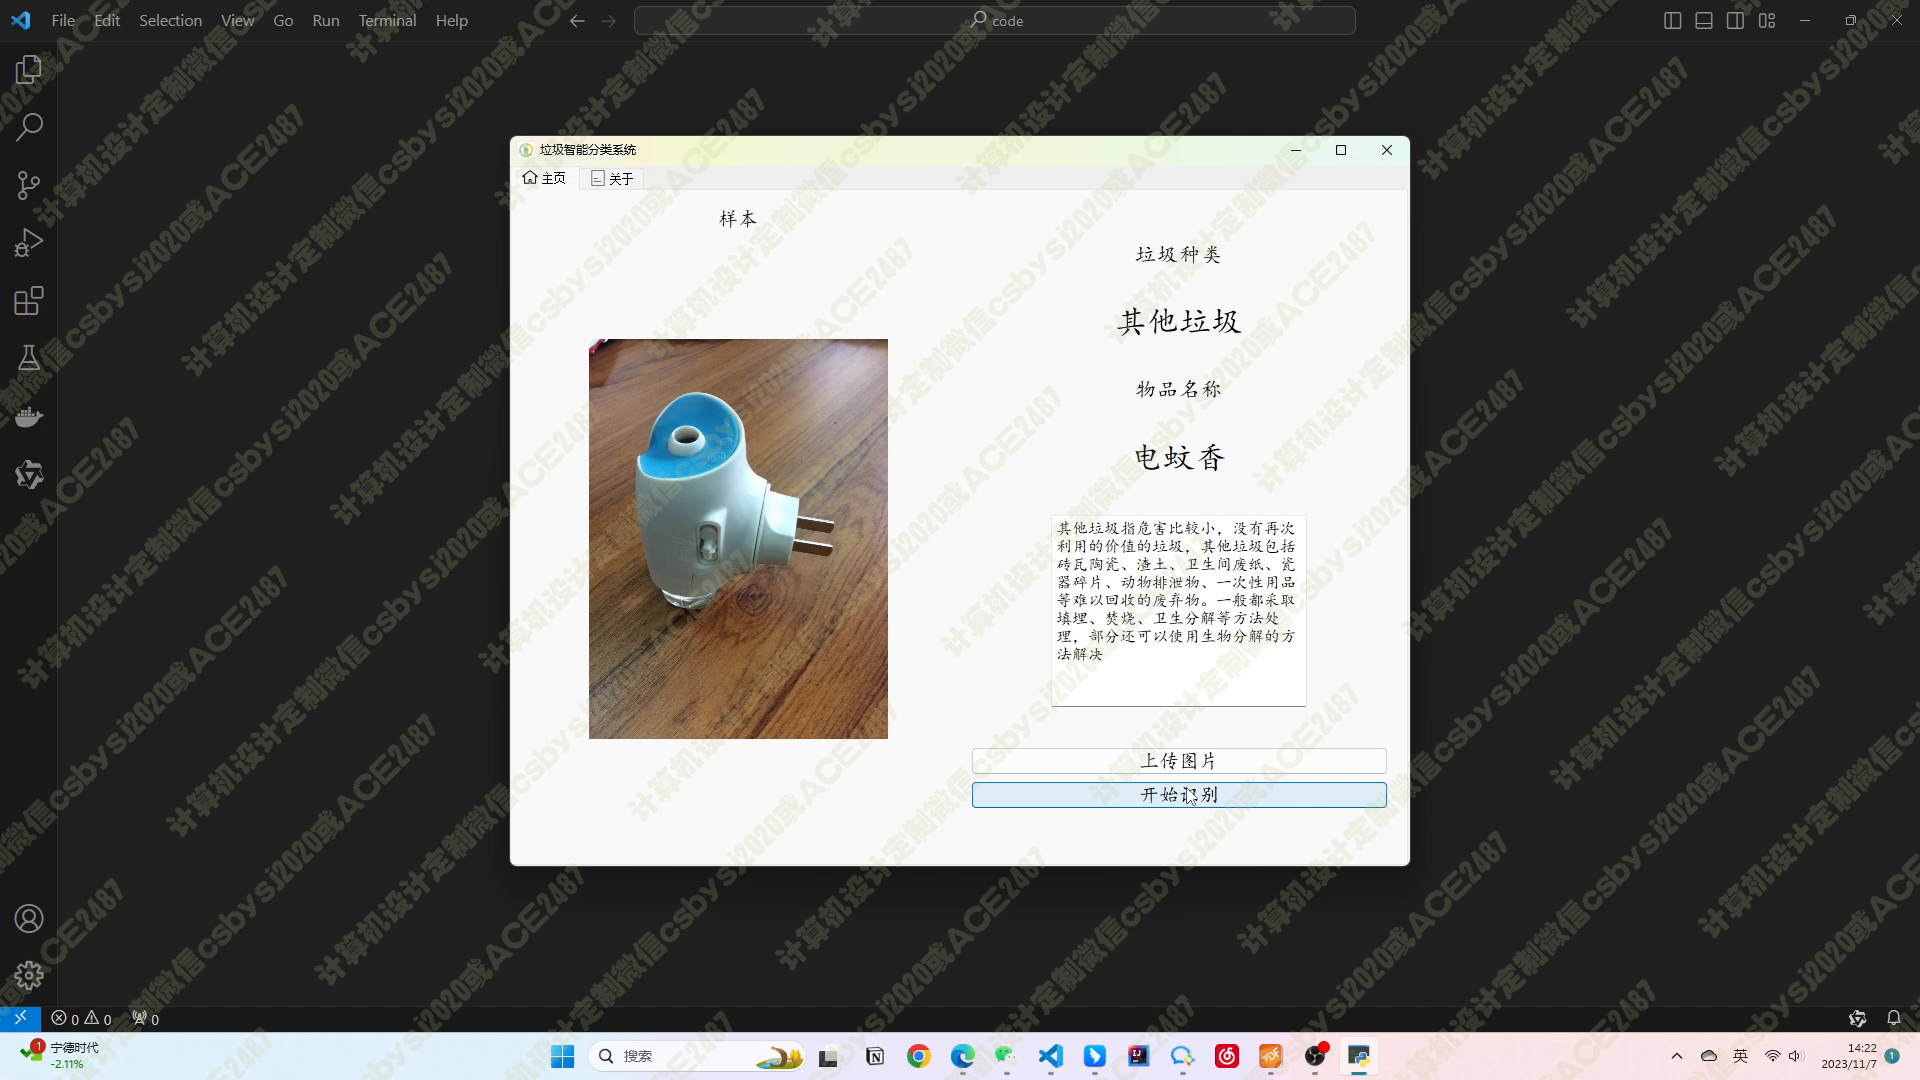 File Edit Selection View Go Run Terminal Help
code
垃圾智能分类系统
主页 关于
样本
垃圾种类
其他垃圾
物品名称
电蚊香
其他垃圾指危害比较小，没有再次
利用的价值的垃圾，其他垃圾包括
砖瓦陶瓷、渣土、卫生间废纸、瓷
器碎片、动物排泄物、一次性用品
等难以回收的废弃物。一般都采取
填埋、焚烧、卫生分解等方法处
理，部分还可以使用生物分解的方
法解决
上传图片
开始识别
0 0 0
1 宁德时代
-2.11%
搜索
英
14:22
2023/11/7
1
计算机设计定制微信csbysj2020或ACE2487